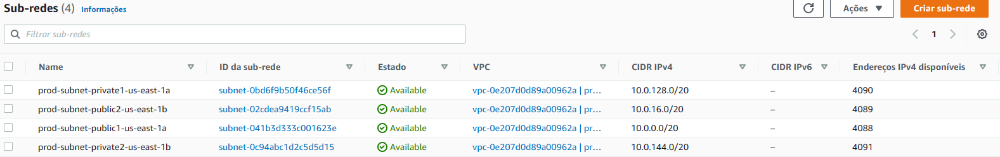 Sub-redes (4) Informações
Ações
Criar sub-rede
Filtrar sub-redes
1
Name ID da sub-rede Estado VPC CIDR IPv4 CIDR IPv6 Endereços IPv4 disponíveis
prod-subnet-private1-us-east-1a subnet-0bd6f9b50f46ce56f Available vpc-0e207d0d89a00962a | pr... 10.0.128.0/20 – 4090
prod-subnet-public2-us-east-1b subnet-02cdea9419ccf15ab Available vpc-0e207d0d89a00962a | pr... 10.0.16.0/20 – 4089
prod-subnet-public1-us-east-1a subnet-041b3d333c001623e Available vpc-0e207d0d89a00962a | pr... 10.0.0.0/20 – 4088
prod-subnet-private2-us-east-1b subnet-0c94abc1d2c5d5d15 Available vpc-0e207d0d89a00962a | pr... 10.0.144.0/20 – 4091